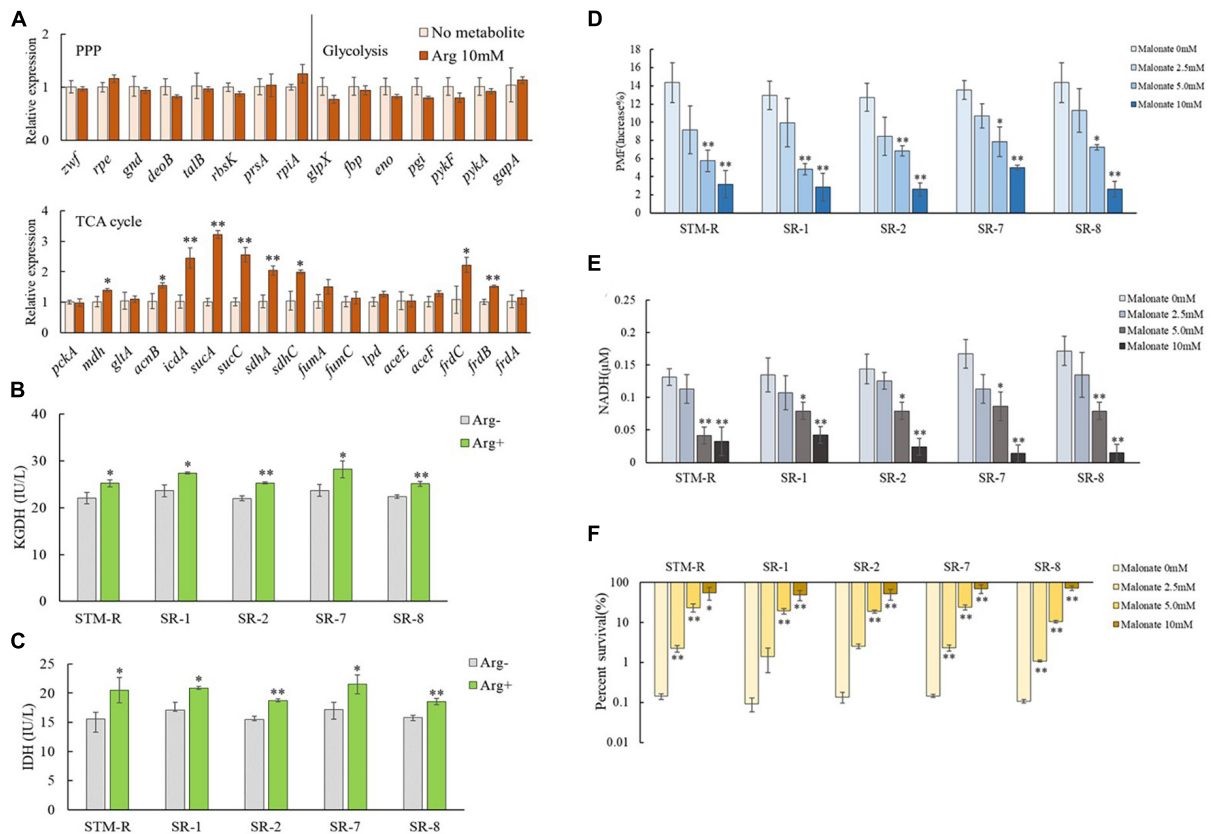 A
PPP
Glycolysis
No metabolite
Arg 10mM
Relative expression
2
1
0
zwf rpe gnd deoB talB rbsK prsA rpiA glpX fbp eno pgi pykF pykA gapA
TCA cycle
Relative expression
4
3
2
1
0
* * ** ** ** ** * * **
pckA mdh gltA acnB icdA sucA sucC sdhA sdhC fumA fumC lpd aceE aceF frdC frdB frdA
B
Arg-
Arg+
KGDH (IU/L)
40
30
20
10
0
* * ** * **
STM-R SR-1 SR-2 SR-7 SR-8
C
Arg-
Arg+
IDH (IU/L)
25
20
15
10
5
0
* * ** * **
STM-R SR-1 SR-2 SR-7 SR-8
D
Malonate 0mM
Malonate 2.5mM
Malonate 5.0mM
Malonate 10mM
PMF(Increase%)
18
16
14
12
10
8
6
4
2
0
** ** ** ** ** ** * ** * **
STM-R SR-1 SR-2 SR-7 SR-8
E
Malonate 0mM
Malonate 2.5mM
Malonate 5.0mM
Malonate 10mM
NADH(μM)
0.25
0.2
0.15
0.1
0.05
0
** ** * ** * ** * ** ** **
STM-R SR-1 SR-2 SR-7 SR-8
F
STM-R SR-1 SR-2 SR-7 SR-8
Malonate 0mM
Malonate 2.5mM
Malonate 5.0mM
Malonate 10mM
Percent survival(%)
100
10
1
0.1
0.01
** ** * ** ** ** ** ** ** ** ** ** **